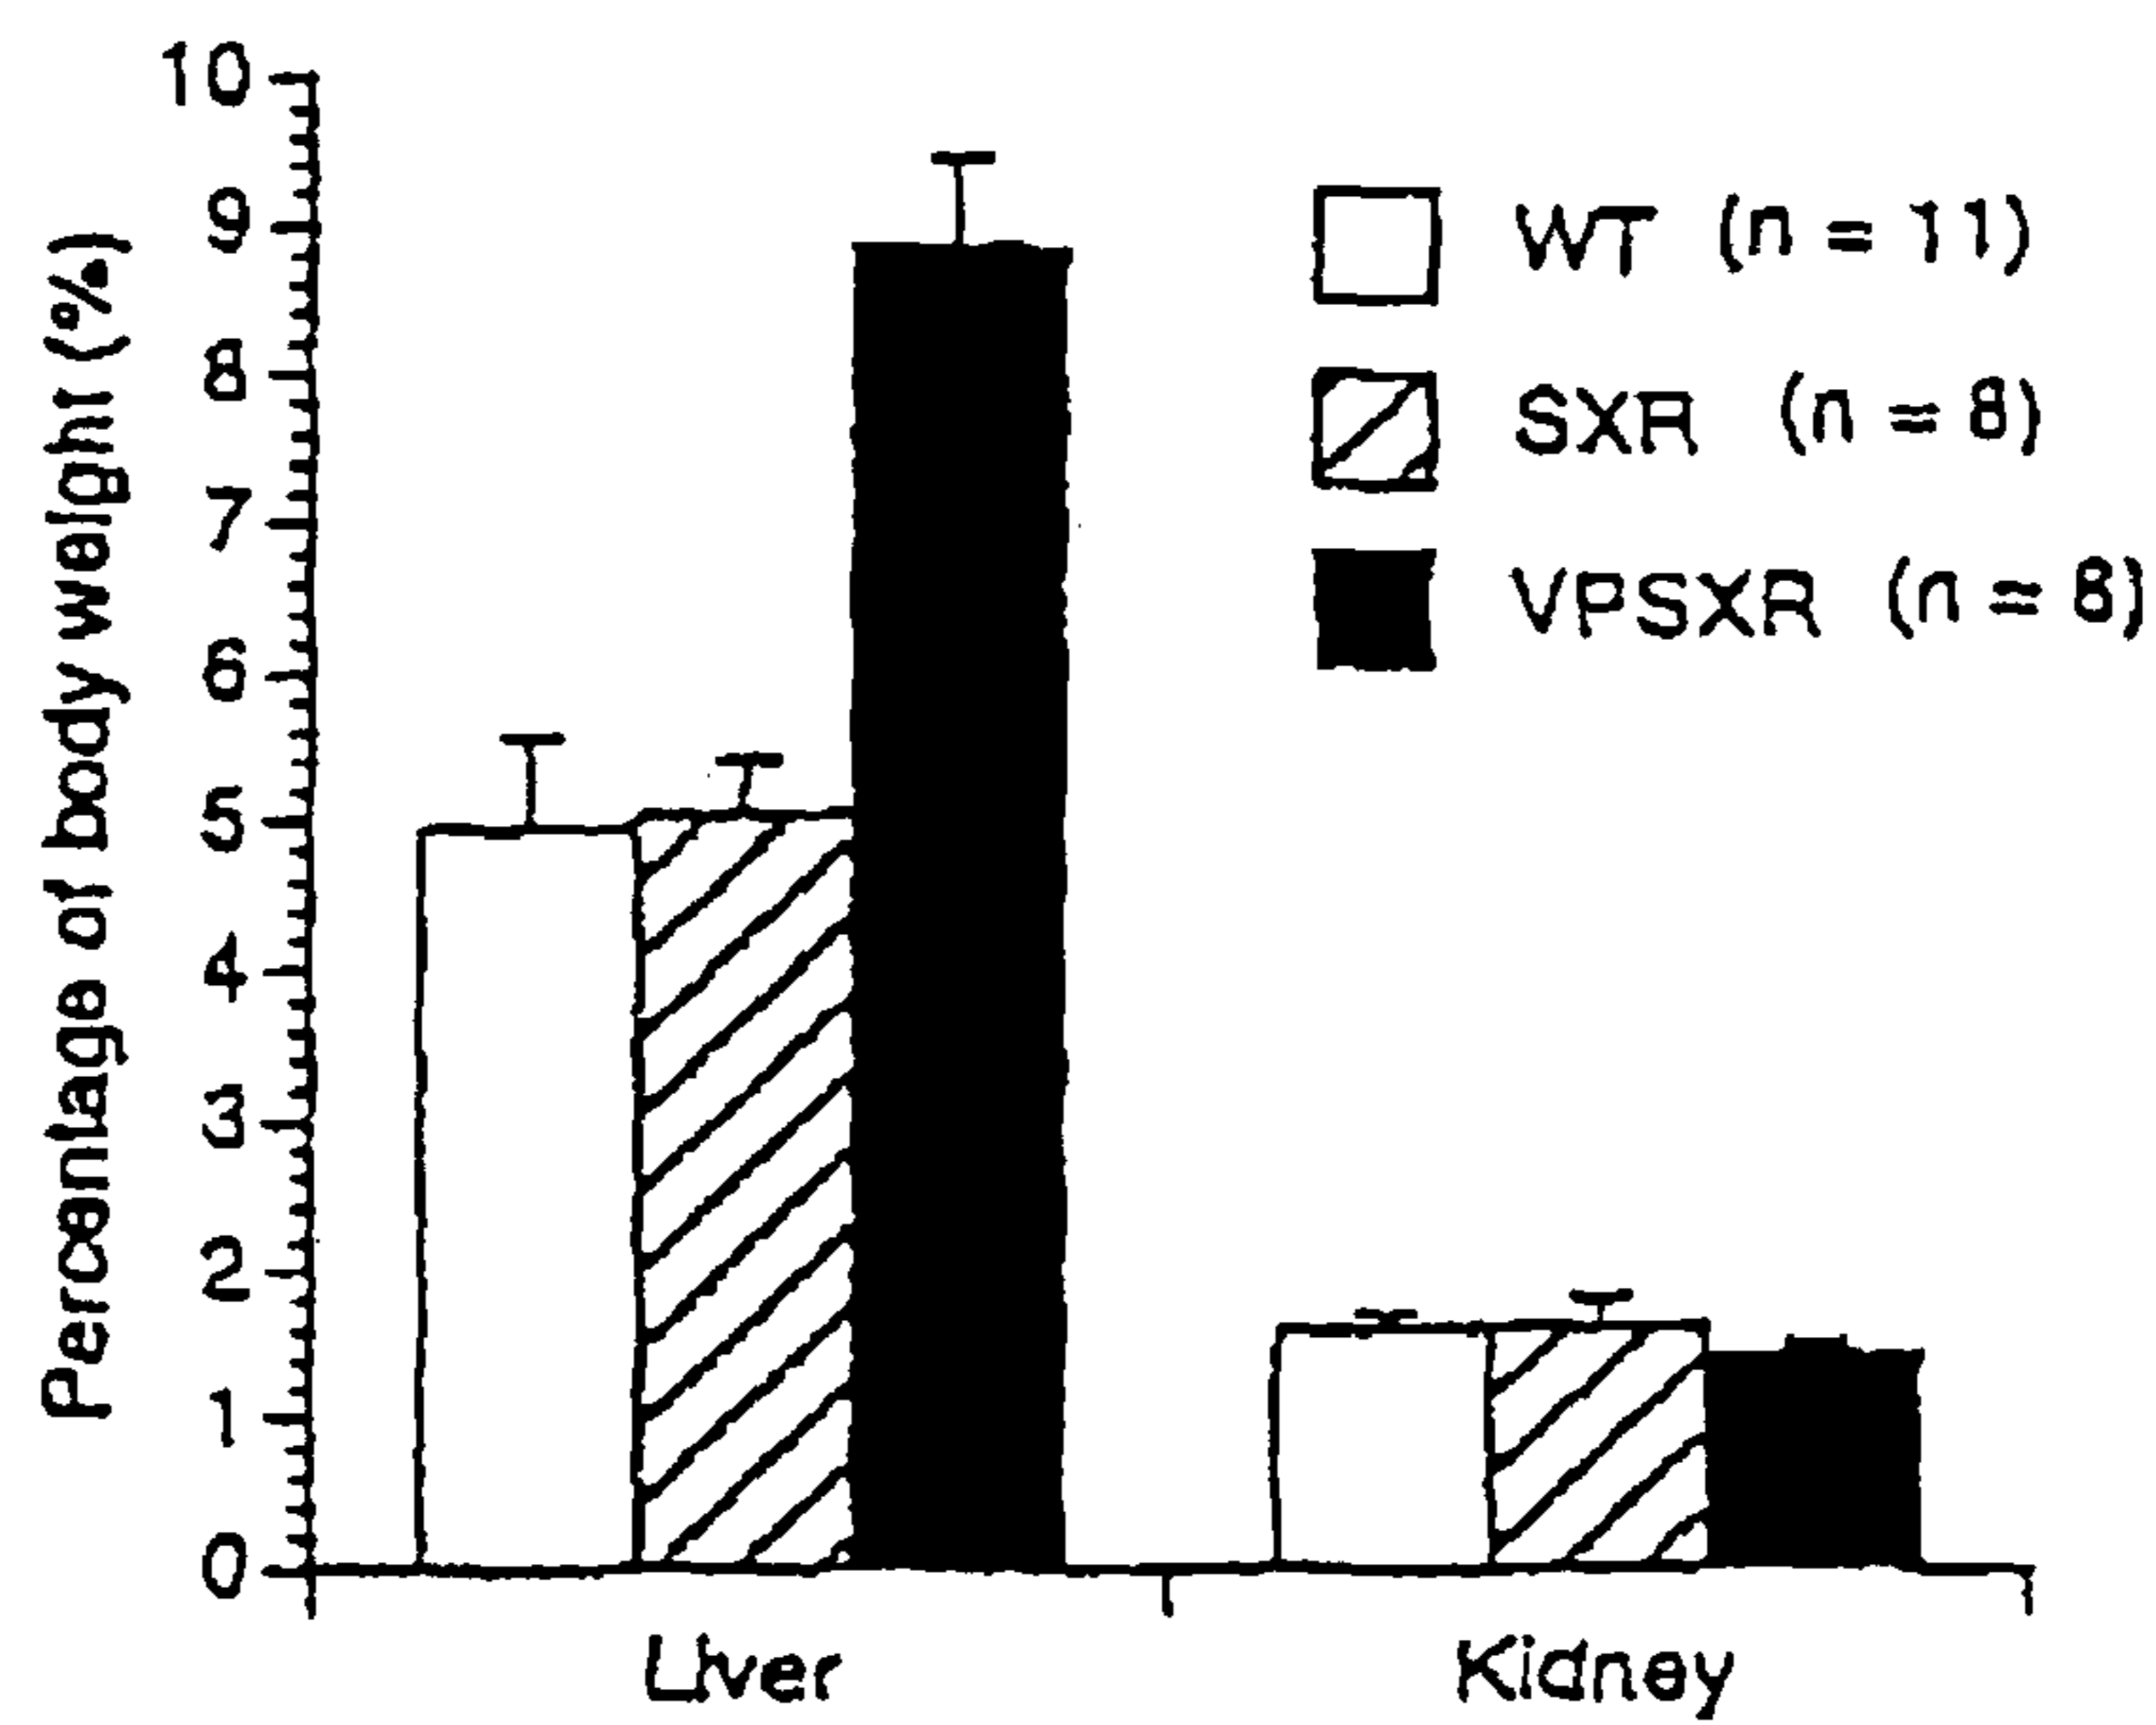 Percentage of body weight (%)
10
9
8
7
6
5
4
3
2
1
0
WT (n = 11)
SXR (n = 8)
VPSXR (n = 8)
Liver
Kidney